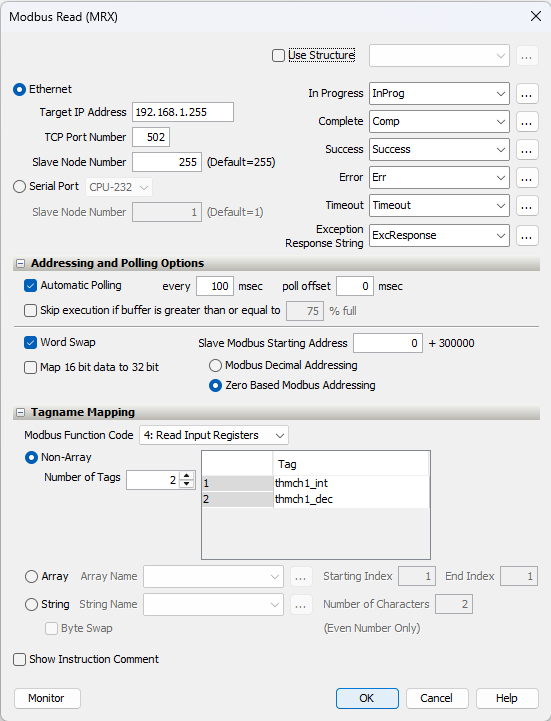 Modbus Read (MRX)
Use Structure ...
Ethernet
In Progress InProg ...
Target IP Address 192.168.1.255
Complete Comp ...
TCP Port Number 502
Success Success ...
Slave Node Number 255 (Default=255)
Error Err ...
Serial Port CPU-232
Timeout Timeout ...
Slave Node Number 1 (Default=1)
Exception
Response String ExcResponse ...
Addressing and Polling Options
Automatic Polling every 100 msec poll offset 0 msec
Skip execution if buffer is greater than or equal to 75 % full
Word Swap Slave Modbus Starting Address 0 + 300000
Map 16 bit data to 32 bit Modbus Decimal Addressing
Zero Based Modbus Addressing
Tagname Mapping
Modbus Function Code 4: Read Input Registers
Non-Array
Number of Tags 2
Tag
1 thmch1_int
2 thmch1_dec
Array Array Name ... Starting Index 1 End Index 1
String String Name ... Number of Characters 2
Byte Swap (Even Number Only)
Show Instruction Comment
Monitor OK Cancel Help